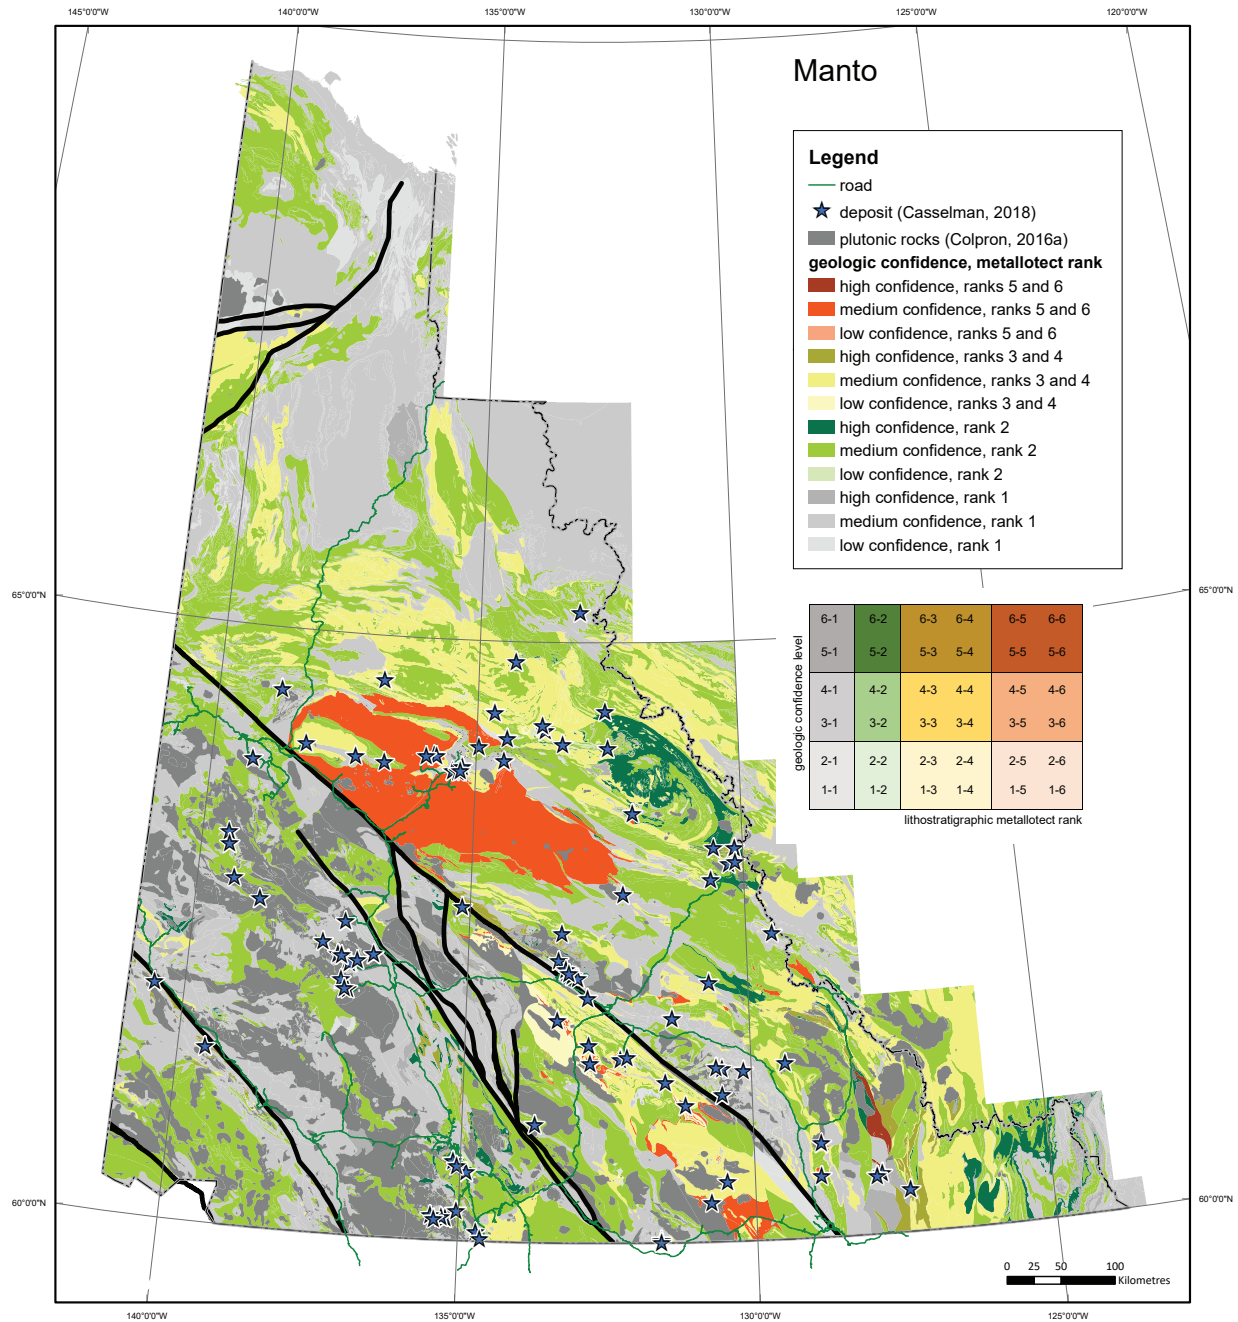 145°0'0"W 140°0'0"W 135°0'0"W 130°0'0"W 125°0'0"W 120°0'0"W
Manto
Legend
road
deposit (Casselman, 2018)
plutonic rocks (Colpron, 2016a)
geologic confidence, metallotect rank
high confidence, ranks 5 and 6
medium confidence, ranks 5 and 6
low confidence, ranks 5 and 6
high confidence, ranks 3 and 4
medium confidence, ranks 3 and 4
low confidence, ranks 3 and 4
high confidence, rank 2
medium confidence, rank 2
low confidence, rank 2
high confidence, rank 1
medium confidence, rank 1
low confidence, rank 1
65°0'0"N 65°0'0"N
geologic confidence level
6-1 6-2 6-3 6-4 6-5 6-6
5-1 5-2 5-3 5-4 5-5 5-6
4-1 4-2 4-3 4-4 4-5 4-6
3-1 3-2 3-3 3-4 3-5 3-6
2-1 2-2 2-3 2-4 2-5 2-6
1-1 1-2 1-3 1-4 1-5 1-6
lithostratigraphic metallotect rank
60°0'0"N 60°0'0"N
0 25 50 100
Kilometres
140°0'0"W 135°0'0"W 130°0'0"W 125°0'0"W